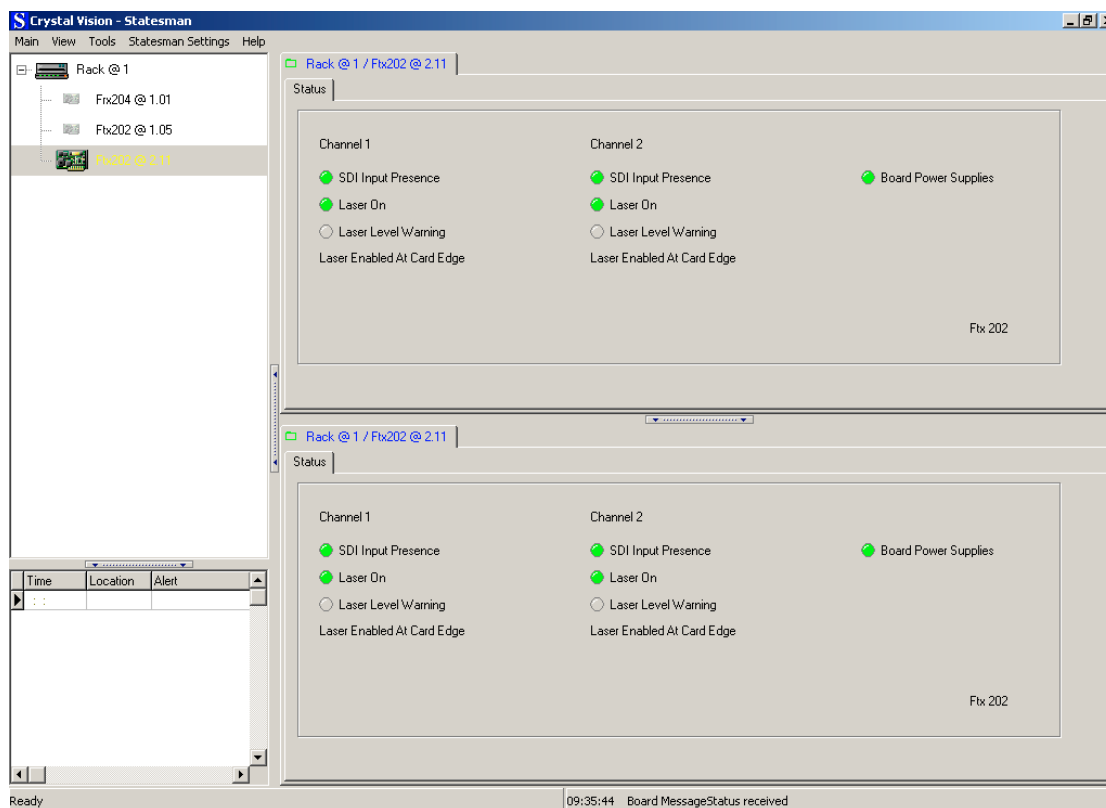 Crystal Vision - Statesman
Main View Tools Statesman Settings Help
Rack @ 1
Frx204 @ 1.01
Ftx202 @ 1.05
Ftx202 @ 2.11
Rack @ 1 / Ftx202 @ 2.11
Status
Channel 1 Channel 2
SDI Input Presence SDI Input Presence Board Power Supplies
Laser On Laser On
Laser Level Warning Laser Level Warning
Laser Enabled At Card Edge Laser Enabled At Card Edge
Ftx 202
Rack @ 1 / Ftx202 @ 2.11
Status
Channel 1 Channel 2
SDI Input Presence SDI Input Presence Board Power Supplies
Laser On Laser On
Laser Level Warning Laser Level Warning
Laser Enabled At Card Edge Laser Enabled At Card Edge
Ftx 202
Time Location Alert
: :
Ready 09:35:44 Board MessageStatus received